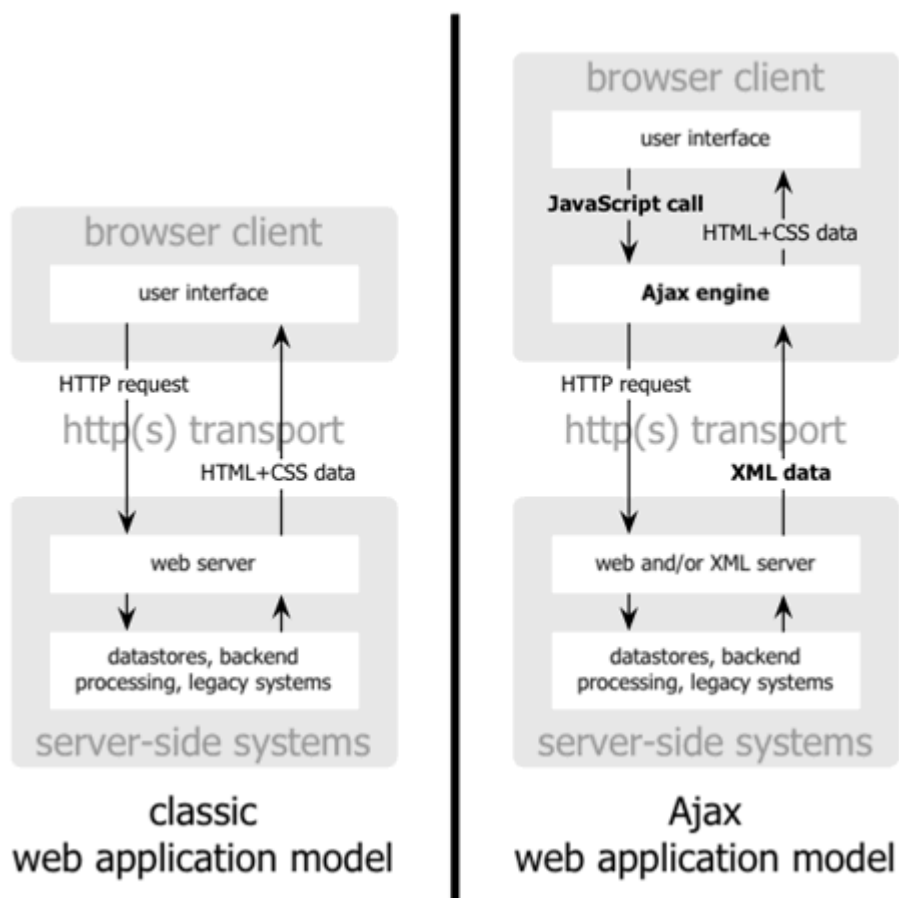 browser client
user interface
HTTP request
http(s) transport
HTML+CSS data
web server
datastores, backend
processing, legacy systems
server-side systems
classic
web application model
browser client
user interface
JavaScript call
HTML+CSS data
Ajax engine
HTTP request
http(s) transport
XML data
web and/or XML server
datastores, backend
processing, legacy systems
server-side systems
Ajax
web application model